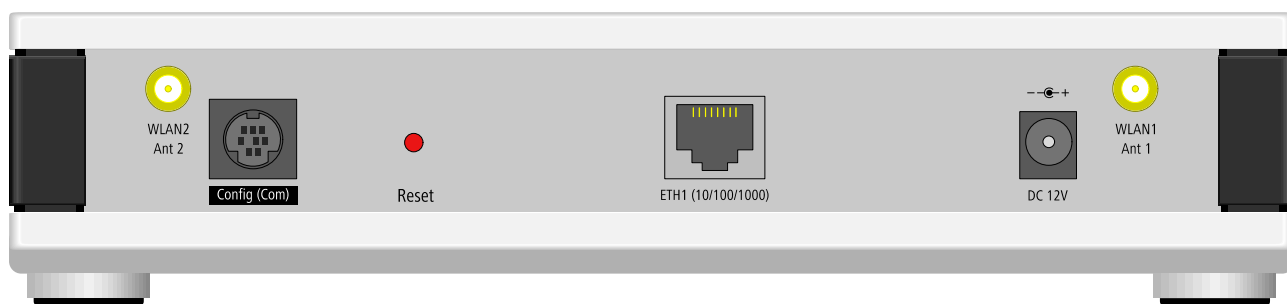 WLAN2
Ant 2
Config (Com)
Reset
ETH1 (10/100/1000)
DC 12V
WLAN1
Ant 1